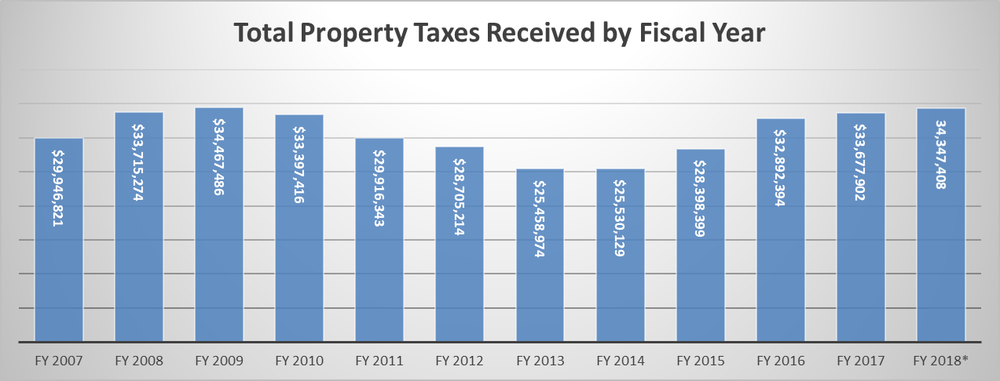 Total Property Taxes Received by Fiscal Year
$29,946,821
$33,715,274
$34,467,486
$33,397,416
$29,916,343
$28,705,214
$25,458,974
$25,530,129
$28,398,399
$32,892,394
$33,677,902
34,347,408
FY 2007
FY 2008
FY 2009
FY 2010
FY 2011
FY 2012
FY 2013
FY 2014
FY 2015
FY 2016
FY 2017
FY 2018*